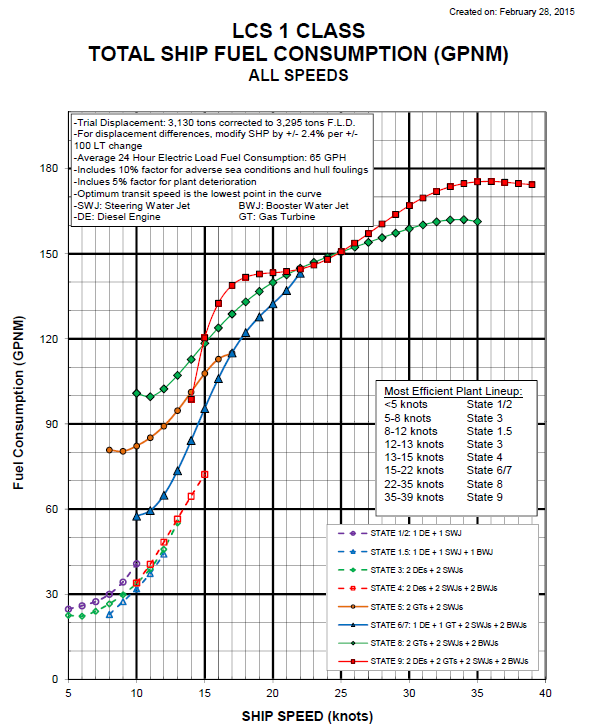 Created on: February 28, 2015
LCS 1 CLASS
TOTAL SHIP FUEL CONSUMPTION (GPNM)
ALL SPEEDS
-Trial Displacement: 3,130 tons corrected to 3,295 tons F.L.D.
-For displacement differences, modify SHP by +/- 2.4% per +/-
100 LT change
-Average 24 Hour Electric Load Fuel Consumption: 65 GPH
-Includes 10% factor for adverse sea conditions and hull foulings
-Inclues 5% factor for plant deterioration
-Optimum transit speed is the lowest point in the curve
-SWJ: Steering Water Jet BWJ: Booster Water Jet
-DE: Diesel Engine GT: Gas Turbine
180
150
120
90
60
30
0
Fuel Consumption (GPNM)
Most Efficient Plant Lineup:
<5 knots State 1/2
5-8 knots State 3
8-12 knots State 1.5
12-13 knots State 3
13-15 knots State 4
15-22 knots State 6/7
22-35 knots State 8
35-39 knots State 9
STATE 1/2: 1 DE + 1 SWJ
STATE 1.5: 1 DE + 1 SWJ + 1 BWJ
STATE 3: 2 DEs + 2 SWJs
STATE 4: 2 DEs + 2 SWJs + 2 BWJs
STATE 5: 2 GTs + 2 SWJs
STATE 6/7: 1 DE + 1 GT + 2 SWJs + 2 BWJs
STATE 8: 2 GTs + 2 SWJs + 2 BWJs
STATE 9: 2 DEs + 2 GTs + 2 SWJs + 2 BWJs
5 10 15 20 25 30 35 40
SHIP SPEED (knots)